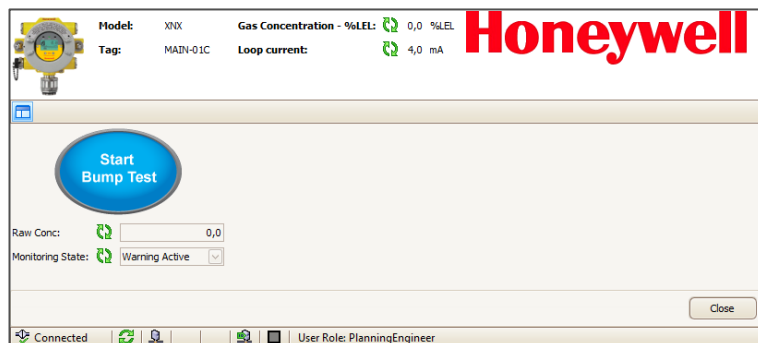 Model: XNX Gas Concentration - %LEL: 0,0 %LEL
Honeywell
Tag: MAIN-01C Loop current: 4,0 mA
Start
Bump Test
Raw Conc: 0,0
Monitoring State: Warning Active
Close
Connected User Role: PlanningEngineer